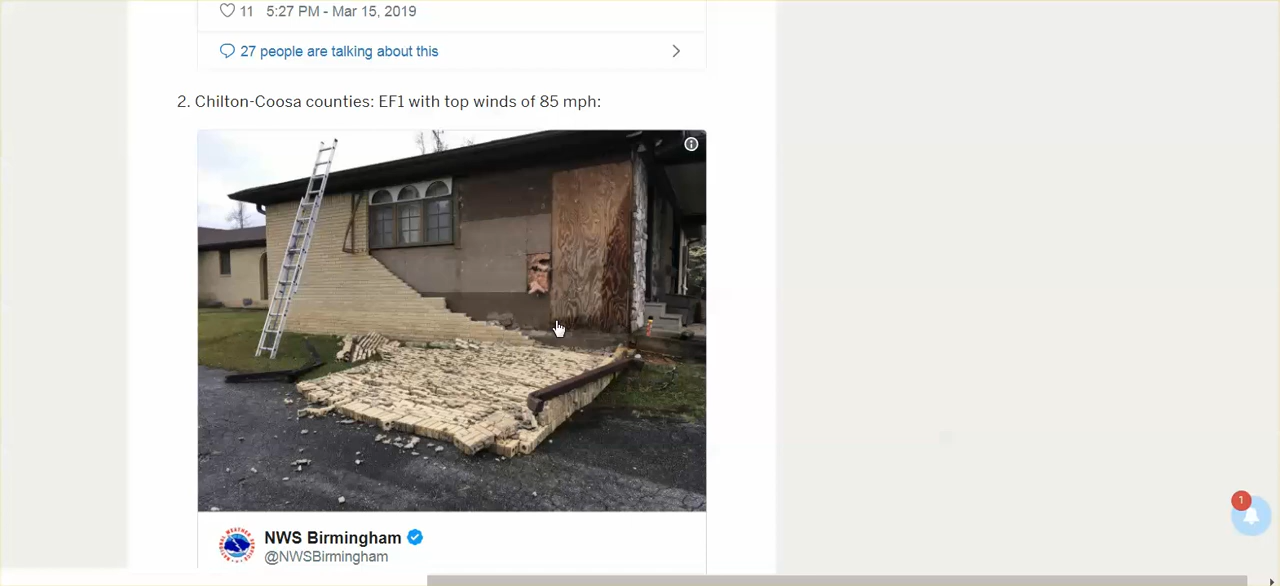 11 5:27 PM - Mar 15, 2019
27 people are talking about this
2. Chilton-Coosa counties: EF1 with top winds of 85 mph:
NWS Birmingham
@NWSBirmingham
1